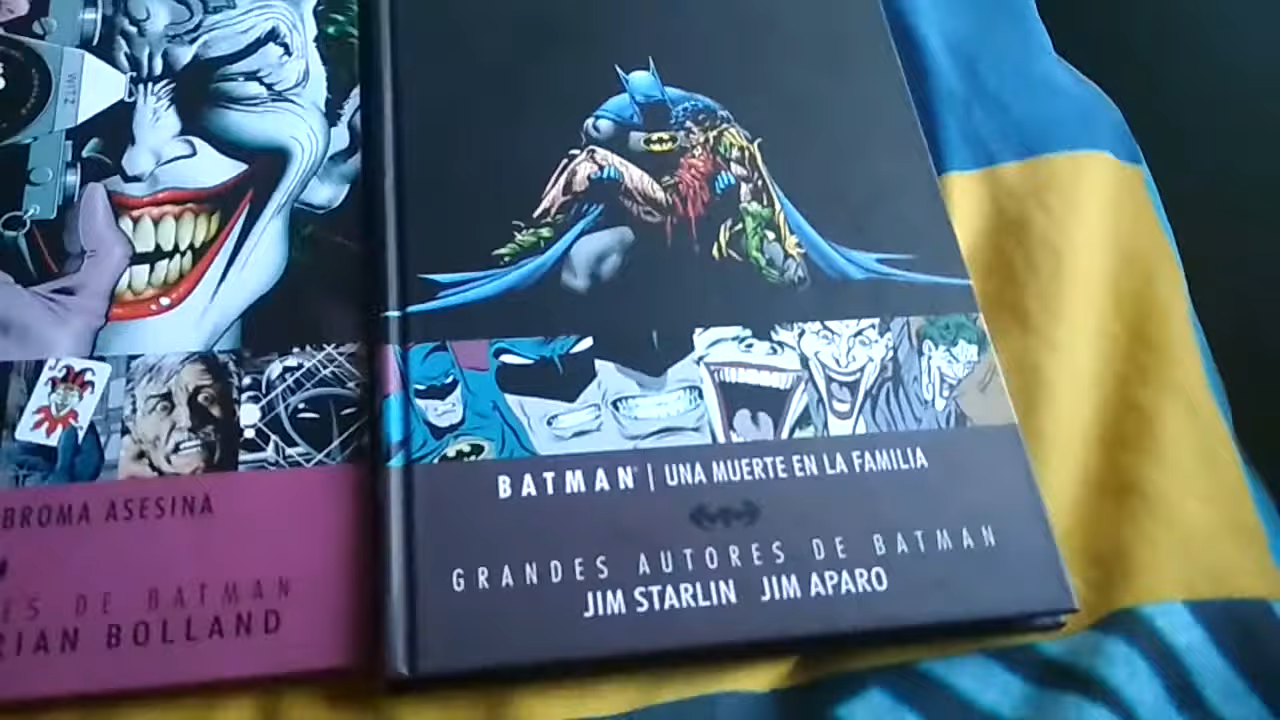 WITZ
BROMA ASESINA
ES DE BATMAN
RIAN BOLLAND
BATMAN | UNA MUERTE EN LA FAMILIA
GRANDES AUTORES DE BATMAN
JIM STARLIN JIM APARO